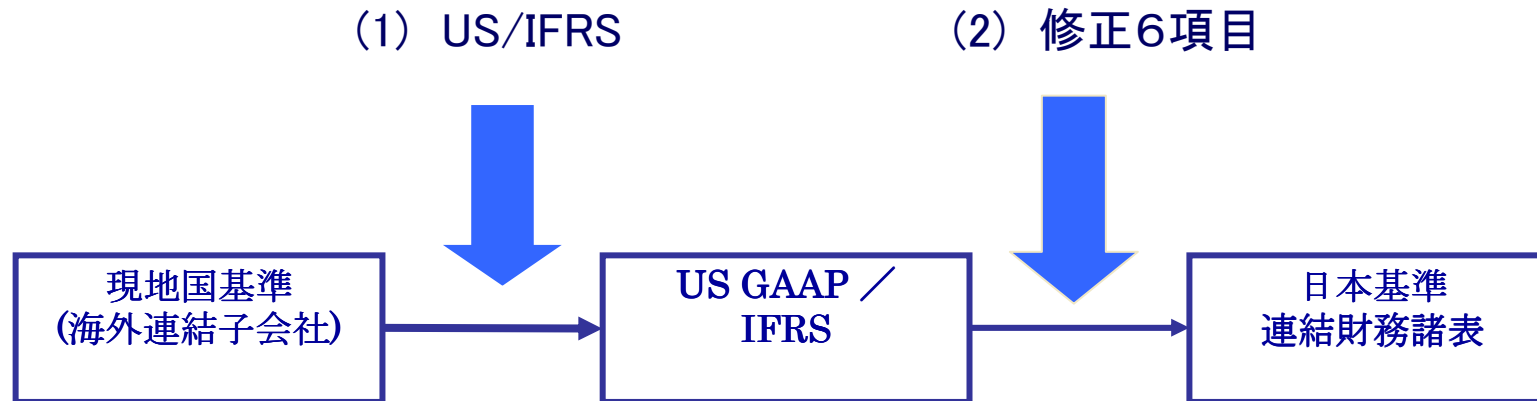 (1) US/IFRS
(2) 修正６項目
現地国基準
(海外連結子会社)
US GAAP ／
IFRS
日本基準
連結財務諸表